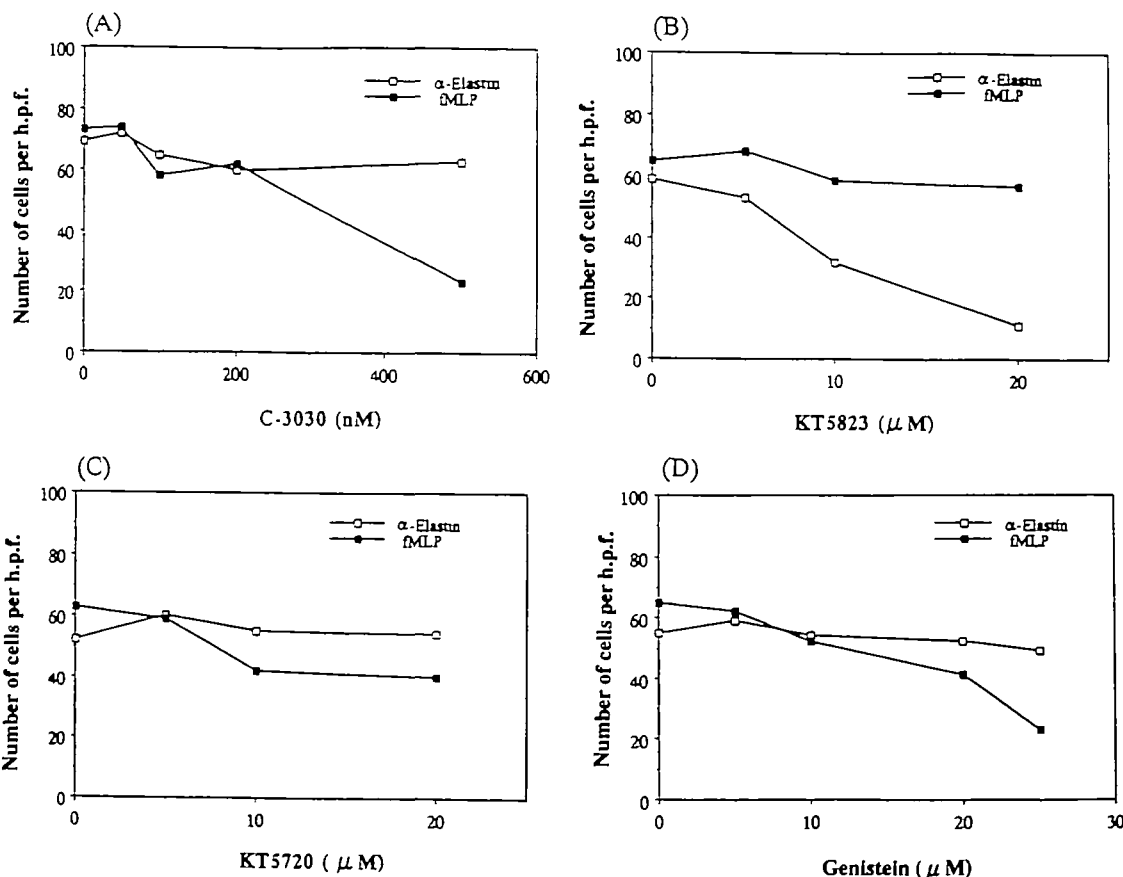 (A)
100
80
60
40
20
0
Number of cells per h.p.f.
α-Elastin
fMLP
0 200 400 600
C-3030 (nM)
(B)
100
80
60
40
20
0
Number of cells per h.p.f.
α-Elastin
fMLP
0 10 20
KT5823 (μM)
(C)
100
80
60
40
20
0
Number of cells per h.p.f.
α-Elastin
fMLP
0 10 20
KT5720 (μM)
(D)
100
80
60
40
20
0
Number of cells per h.p.f.
α-Elastin
fMLP
0 10 20 30
Genistein (μM)